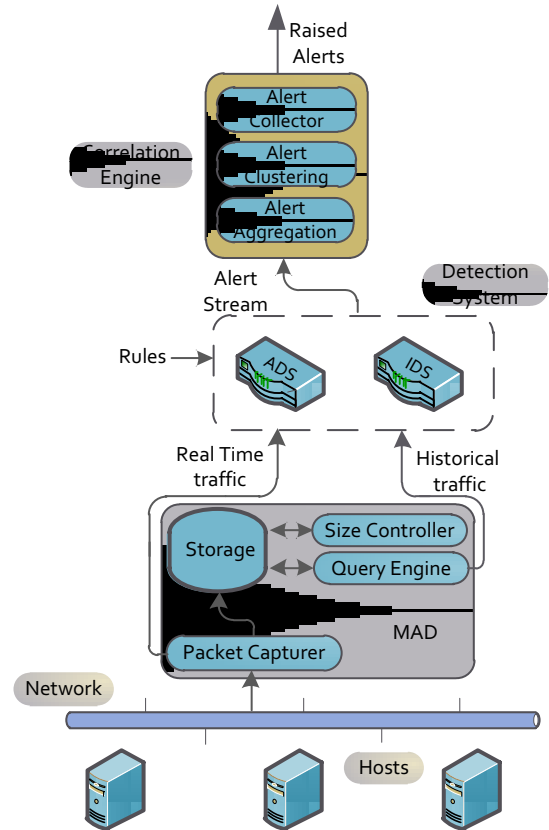 Raised
Alerts
Alert
Collector
Correlation
Engine
Alert
Clustering
Alert
Aggregation
Alert
Stream
Detection
System
Rules
ADS
IDS
Real Time
traffic
Historical
traffic
Storage
Size Controller
Query Engine
MAD
Packet Capturer
Network
Hosts